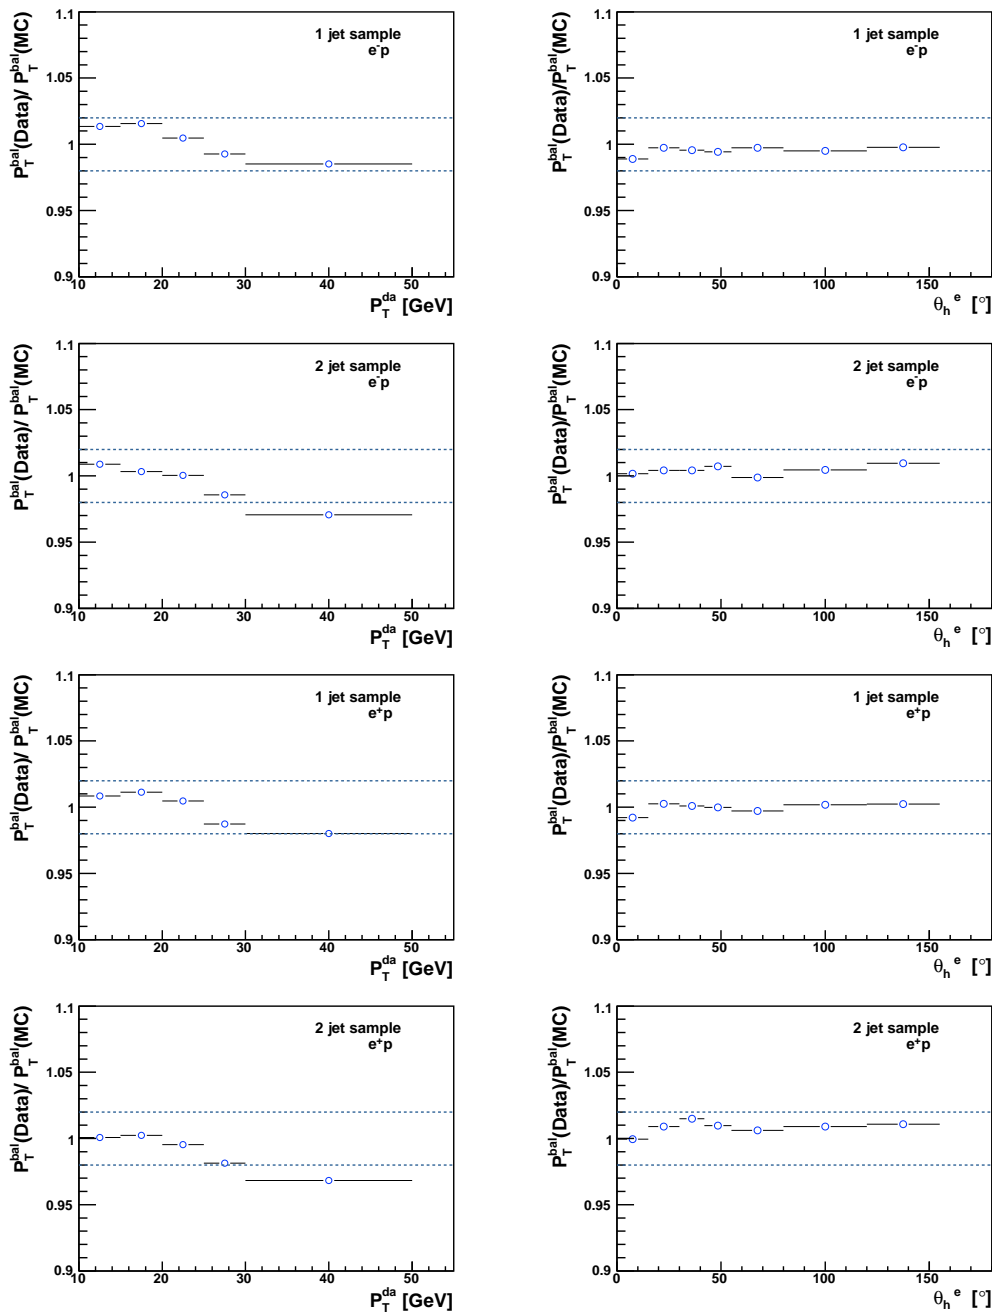 1.1
1.05
1
0.95
0.9
10 20 30 40 50
P_T^bal(Data)/ P_T^bal(MC)
1 jet sample
e-p
P_T^da [GeV]
1.1
1.05
1
0.95
0.9
0 50 100 150
P_T^bal(Data)/P_T^bal(MC)
1 jet sample
e-p
θ_h^e [°]
1.1
1.05
1
0.95
0.9
10 20 30 40 50
P_T^bal(Data)/ P_T^bal(MC)
2 jet sample
e-p
P_T^da [GeV]
1.1
1.05
1
0.95
0.9
0 50 100 150
P_T^bal(Data)/P_T^bal(MC)
2 jet sample
e-p
θ_h^e [°]
1.1
1.05
1
0.95
0.9
10 20 30 40 50
P_T^bal(Data)/ P_T^bal(MC)
1 jet sample
e+p
P_T^da [GeV]
1.1
1.05
1
0.95
0.9
0 50 100 150
P_T^bal(Data)/P_T^bal(MC)
1 jet sample
e+p
θ_h^e [°]
1.1
1.05
1
0.95
0.9
10 20 30 40 50
P_T^bal(Data)/ P_T^bal(MC)
2 jet sample
e+p
P_T^da [GeV]
1.1
1.05
1
0.95
0.9
0 50 100 150
P_T^bal(Data)/P_T^bal(MC)
2 jet sample
e+p
θ_h^e [°]